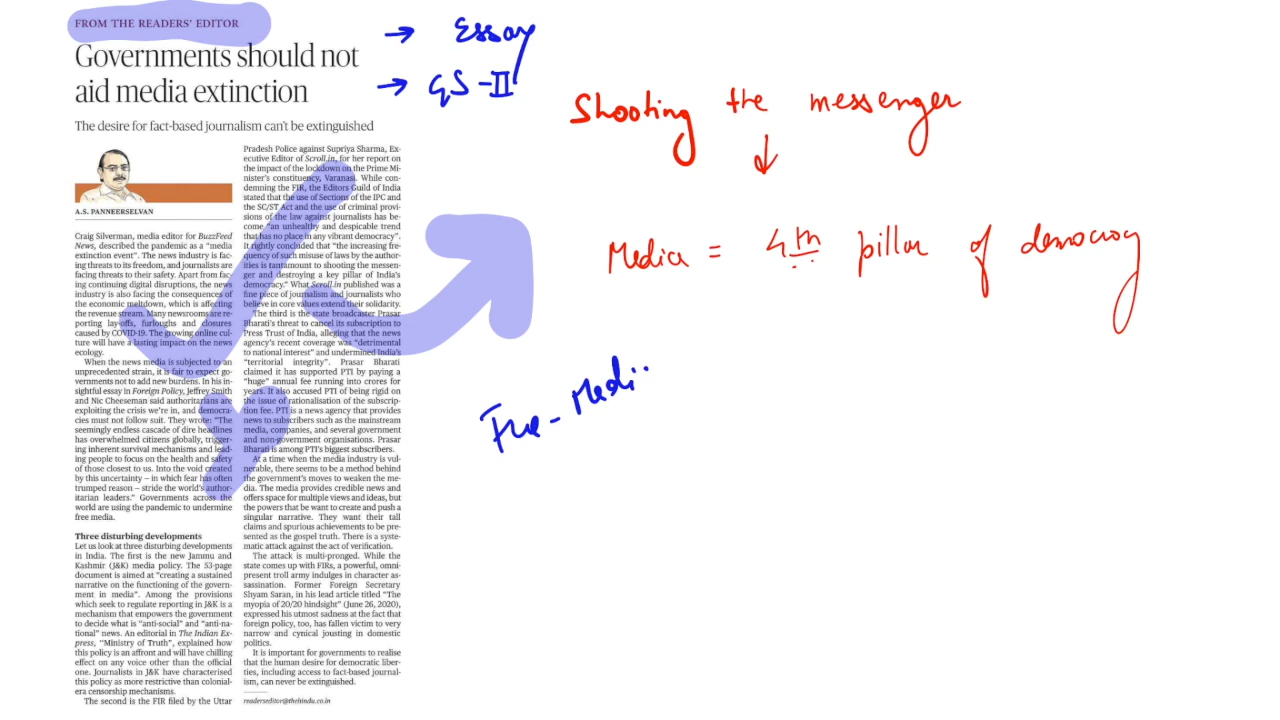 FROM THE READERS' EDITOR
Governments should not
aid media extinction
The desire for fact-based journalism can't be extinguished
A.S. PANNEERSELVAN
Craig Silverman, media editor for BuzzFeed
News, described the pandemic as a "media
extinction event". The news industry is fac-
ing threats to its freedom, and journalists are
facing threats to their safety. Apart from fac-
ing continuing digital disruptions, the news
industry is also facing the consequences of
the economic meltdown, which is affecting
the revenue stream. Many newsrooms are re-
porting lay-offs, furloughs and closures
caused by COVID-19. The growing online cul-
ture will have a lasting impact on the news
ecology.
When the news media is subjected to an
unprecedented strain, it is fair to expect go-
vernments not to add new burdens. In his in-
sightful essay in Foreign Policy, Jeffrey Smith
and Nic Cheeseman said authoritarians are
exploiting the crisis we're in, and democra-
cies must not follow suit. They wrote: "The
seemingly endless cascade of dire headlines
has overwhelmed citizens globally, trigger-
ing inherent survival mechanisms and lead-
ing people to focus on the health and safety
of those closest to us. Into the void created
by this uncertainty – in which fear has often
trumped reason – stride the world's author-
itarian leaders." Governments across the
world are using the pandemic to undermine
free media.
Three disturbing developments
Let us look at three disturbing developments
in India. The first is the new Jammu and
Kashmir (J&K) media policy. The 53-page
document is aimed at "creating a sustained
narrative on the functioning of the govern-
ment in media". Among the provisions
which seek to regulate reporting in J&K is a
mechanism that empowers the government
to decide what is "anti-social" and "anti-na-
tional" news. An editorial in The Indian Ex-
press, "Ministry of Truth", explained how
this policy is an affront and will have chilling
effect on any voice other than the official
one. Journalists in J&K have characterised
this policy as more restrictive than colonial-
era censorship mechanisms.
The second is the FIR filed by the Uttar
Pradesh Police against Supriya Sharma, Ex-
ecutive Editor of Scroll.in, for her report on
the impact of the lockdown on the Prime Mi-
nister's constituency, Varanasi. While con-
demning the FIR, the Editors Guild of India
stated that the use of Sections of the IPC and
the SC/ST Act and the use of criminal provi-
sions of the law against journalists has be-
come "an unhealthy and despicable trend
that has no place in any vibrant democracy".
It rightly concluded that "the increasing fre-
quency of such misuse of laws by the author-
ities is tantamount to shooting the messen-
ger and destroying a key pillar of India's
democracy." What Scroll.in published was a
fine piece of journalism and journalists who
believe in core values extend their solidarity.
The third is the state broadcaster Prasar
Bharati's threat to cancel its subscription to
Press Trust of India, alleging that the news
agency's recent coverage was "detrimental
to national interest" and undermined India's
"territorial integrity". Prasar Bharati
claimed it has supported PTI by paying a
"huge" annual fee running into crores for
years. It also accused PTI of being rigid on
the issue of rationalisation of the subscrip-
tion fee. PTI is a news agency that provides
news to subscribers such as the mainstream
media, companies, and several government
and non-government organisations. Prasar
Bharati is among PTI's biggest subscribers.
At a time when the media industry is vul-
nerable, there seems to be a method behind
the government's moves to weaken the me-
dia. The media provides credible news and
offers space for multiple views and ideas, but
the powers that be want to create and push a
singular narrative. They want their tall
claims and spurious achievements to be pre-
sented as the gospel truth. There is a syste-
matic attack against the act of verification.
The attack is multi-pronged. While the
state comes up with FIRs, a powerful, omni-
present troll army indulges in character as-
sassination. Former Foreign Secretary
Shyam Saran, in his lead article titled "The
myopia of 20/20 hindsight" (June 26, 2020),
expressed his utmost sadness at the fact that
foreign policy, too, has fallen victim to very
narrow and cynical jousting in domestic
politics.
It is important for governments to realise
that the human desire for democratic liber-
ties, including access to fact-based journal-
ism, can never be extinguished.
readerseditor@thehindu.co.in
→ Essay
→ GS-II
Shooting the messenger
↓
Media = 4th pillar of democracy
Free-Medi